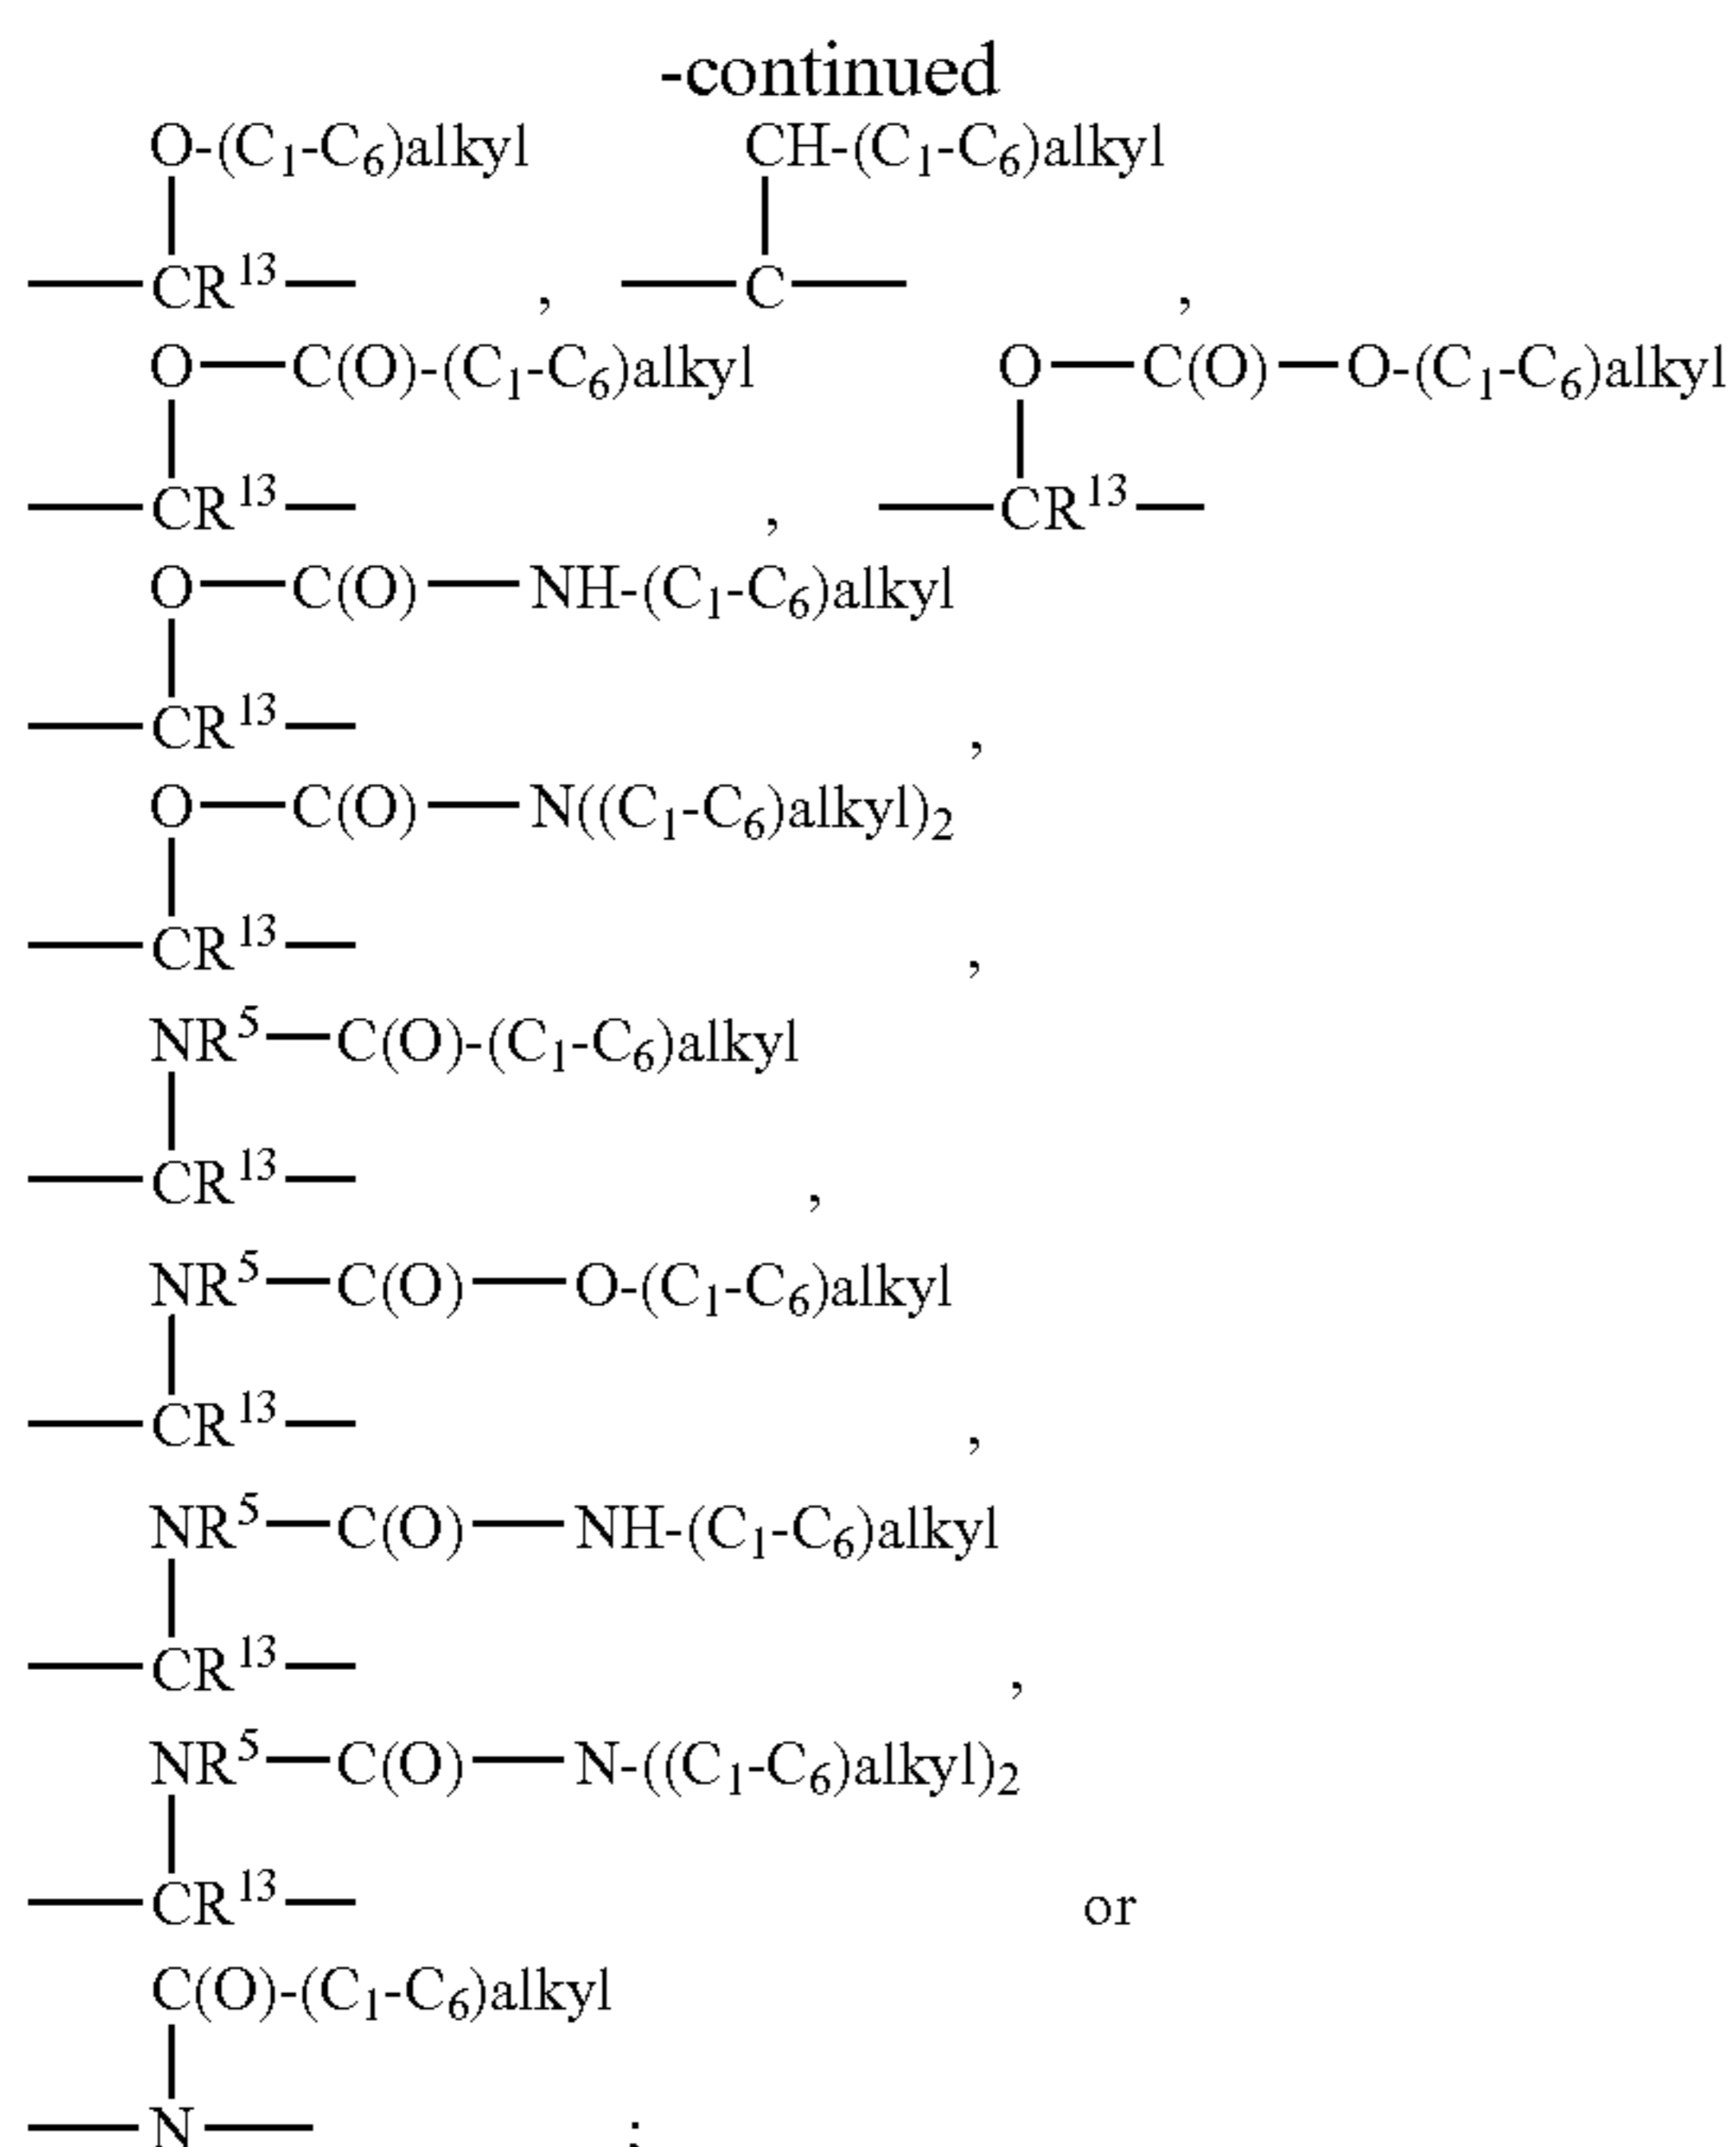 -continued
O-(C₁-C₆)alkyl CH-(C₁-C₆)alkyl
—CR¹³— , —C— ,
O—C(O)-(C₁-C₆)alkyl O—C(O)—O-(C₁-C₆)alkyl
—CR¹³— , —CR¹³—
O—C(O)—NH-(C₁-C₆)alkyl
—CR¹³— ,
O—C(O)—N((C₁-C₆)alkyl)₂
—CR¹³— ,
NR⁵—C(O)-(C₁-C₆)alkyl
—CR¹³— ,
NR⁵—C(O)—O-(C₁-C₆)alkyl
—CR¹³— ,
NR⁵—C(O)—NH-(C₁-C₆)alkyl
—CR¹³— ,
NR⁵—C(O)—N-((C₁-C₆)alkyl)₂
—CR¹³— or
C(O)-(C₁-C₆)alkyl
—N— ;